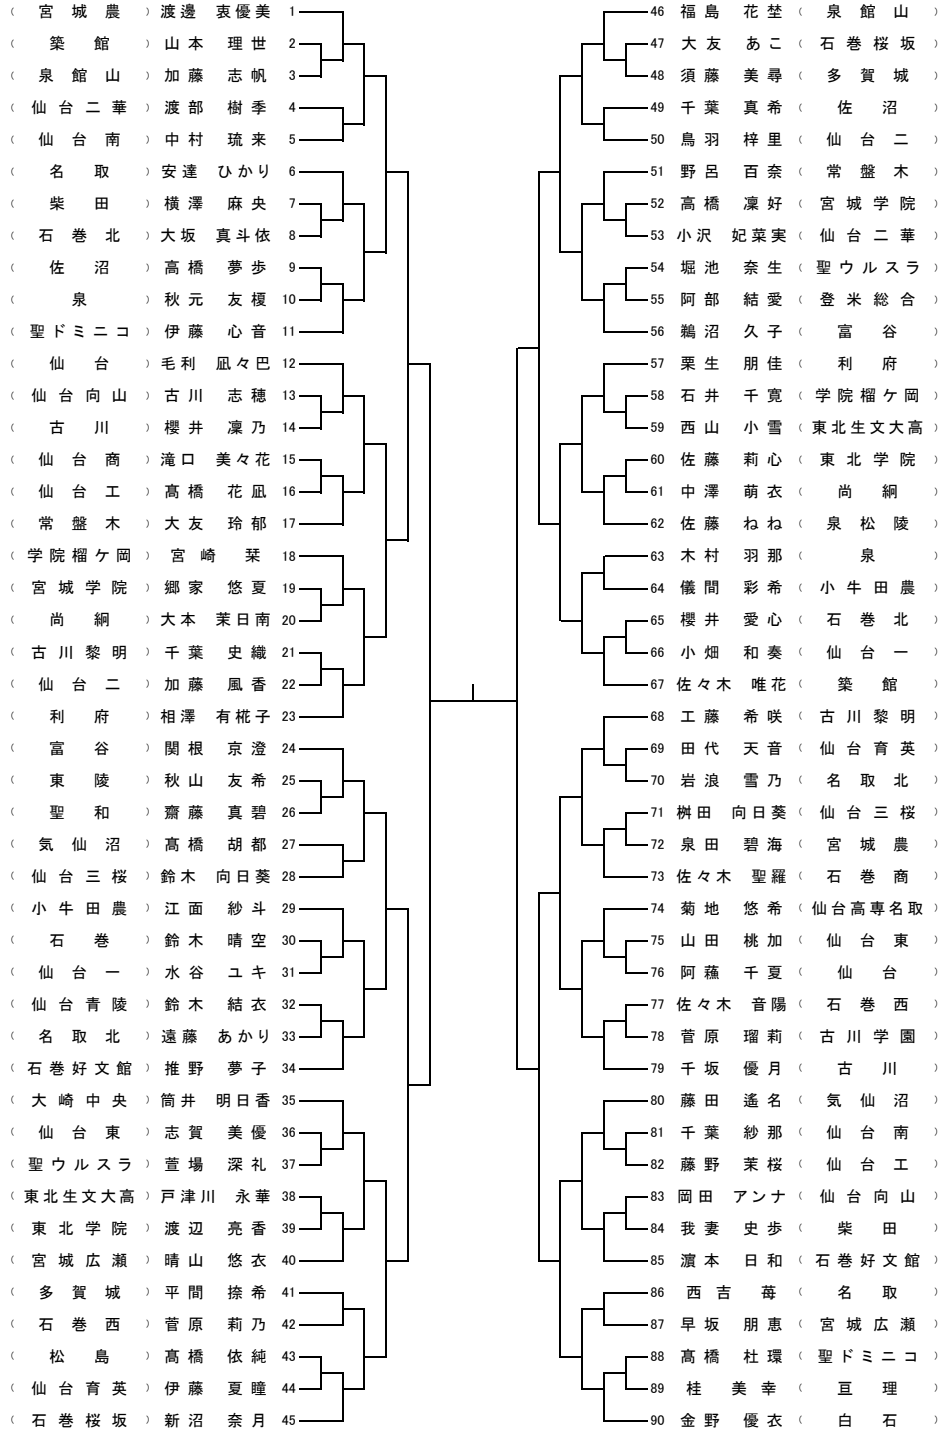 （ 宮城農 ） 渡邊 衷優美 1
（ 築館 ） 山本 理世 2
（ 泉館山 ） 加藤 志帆 3
（ 仙台二華 ） 渡部 樹季 4
（ 仙台南 ） 中村 琉来 5
（ 名取 ） 安達 ひかり 6
（ 柴田 ） 横澤 麻央 7
（ 石巻北 ） 大坂 真斗依 8
（ 佐沼 ） 高橋 夢歩 9
（ 泉 ） 秋元 友榎 10
（ 聖ドミニコ ） 伊藤 心音 11
（ 仙台 ） 毛利 凪々巴 12
（ 仙台向山 ） 古川 志穂 13
（ 古川 ） 櫻井 凜乃 14
（ 仙台商 ） 滝口 美々花 15
（ 仙台工 ） 髙橋 花凪 16
（ 常盤木 ） 大友 玲郁 17
（ 学院榴ケ岡 ） 宮崎 栞 18
（ 宮城学院 ） 郷家 悠夏 19
（ 尚絅 ） 大本 茉日南 20
（ 古川黎明 ） 千葉 史織 21
（ 仙台二 ） 加藤 風香 22
（ 利府 ） 相澤 有椛子 23
（ 富谷 ） 関根 京澄 24
（ 東陵 ） 秋山 友希 25
（ 聖和 ） 齋藤 真碧 26
（ 気仙沼 ） 髙橋 胡都 27
（ 仙台三桜 ） 鈴木 向日葵 28
（ 小牛田農 ） 江面 紗斗 29
（ 石巻 ） 鈴木 晴空 30
（ 仙台一 ） 水谷 ユキ 31
（ 仙台青陵 ） 鈴木 結衣 32
（ 名取北 ） 遠藤 あかり 33
（ 石巻好文館 ） 推野 夢子 34
（ 大崎中央 ） 筒井 明日香 35
（ 仙台東 ） 志賀 美優 36
（ 聖ウルスラ ） 萱場 深礼 37
（ 東北生文大高 ） 戸津川 永華 38
（ 東北学院 ） 渡辺 亮香 39
（ 宮城広瀬 ） 晴山 悠衣 40
（ 多賀城 ） 平間 捺希 41
（ 石巻西 ） 菅原 莉乃 42
（ 松島 ） 髙橋 依純 43
（ 仙台育英 ） 伊藤 夏瞳 44
（ 石巻桜坂 ） 新沼 奈月 45
46 福島 花埜 （ 泉館山 ）
47 大友 あこ （ 石巻桜坂 ）
48 須藤 美尋 （ 多賀城 ）
49 千葉 真希 （ 佐沼 ）
50 鳥羽 梓里 （ 仙台二 ）
51 野呂 百奈 （ 常盤木 ）
52 高橋 凜好 （ 宮城学院 ）
53 小沢 妃菜実 （ 仙台二華 ）
54 堀池 奈生 （ 聖ウルスラ ）
55 阿部 結愛 （ 登米総合 ）
56 鵜沼 久子 （ 富谷 ）
57 栗生 朋佳 （ 利府 ）
58 石井 千寛 （ 学院榴ケ岡 ）
59 西山 小雪 （ 東北生文大高 ）
60 佐藤 莉心 （ 東北学院 ）
61 中澤 萌衣 （ 尚絅 ）
62 佐藤 ねね （ 泉松陵 ）
63 木村 羽那 （ 泉 ）
64 儀間 彩希 （ 小牛田農 ）
65 櫻井 愛心 （ 石巻北 ）
66 小畑 和奏 （ 仙台一 ）
67 佐々木 唯花 （ 築館 ）
68 工藤 希咲 （ 古川黎明 ）
69 田代 天音 （ 仙台育英 ）
70 岩浪 雪乃 （ 名取北 ）
71 桝田 向日葵 （ 仙台三桜 ）
72 泉田 碧海 （ 宮城農 ）
73 佐々木 聖羅 （ 石巻商 ）
74 菊地 悠希 （ 仙台高専名取 ）
75 山田 桃加 （ 仙台東 ）
76 阿蘓 千夏 （ 仙台 ）
77 佐々木 音陽 （ 石巻西 ）
78 菅原 瑠莉 （ 古川学園 ）
79 千坂 優月 （ 古川 ）
80 藤田 遙名 （ 気仙沼 ）
81 千葉 紗那 （ 仙台南 ）
82 藤野 茉桜 （ 仙台工 ）
83 岡田 アンナ （ 仙台向山 ）
84 我妻 史歩 （ 柴田 ）
85 濵本 日和 （ 石巻好文館 ）
86 西吉 苺 （ 名取 ）
87 早坂 朋恵 （ 宮城広瀬 ）
88 髙橋 杜環 （ 聖ドミニコ ）
89 桂 美幸 （ 亘理 ）
90 金野 優衣 （ 白石 ）